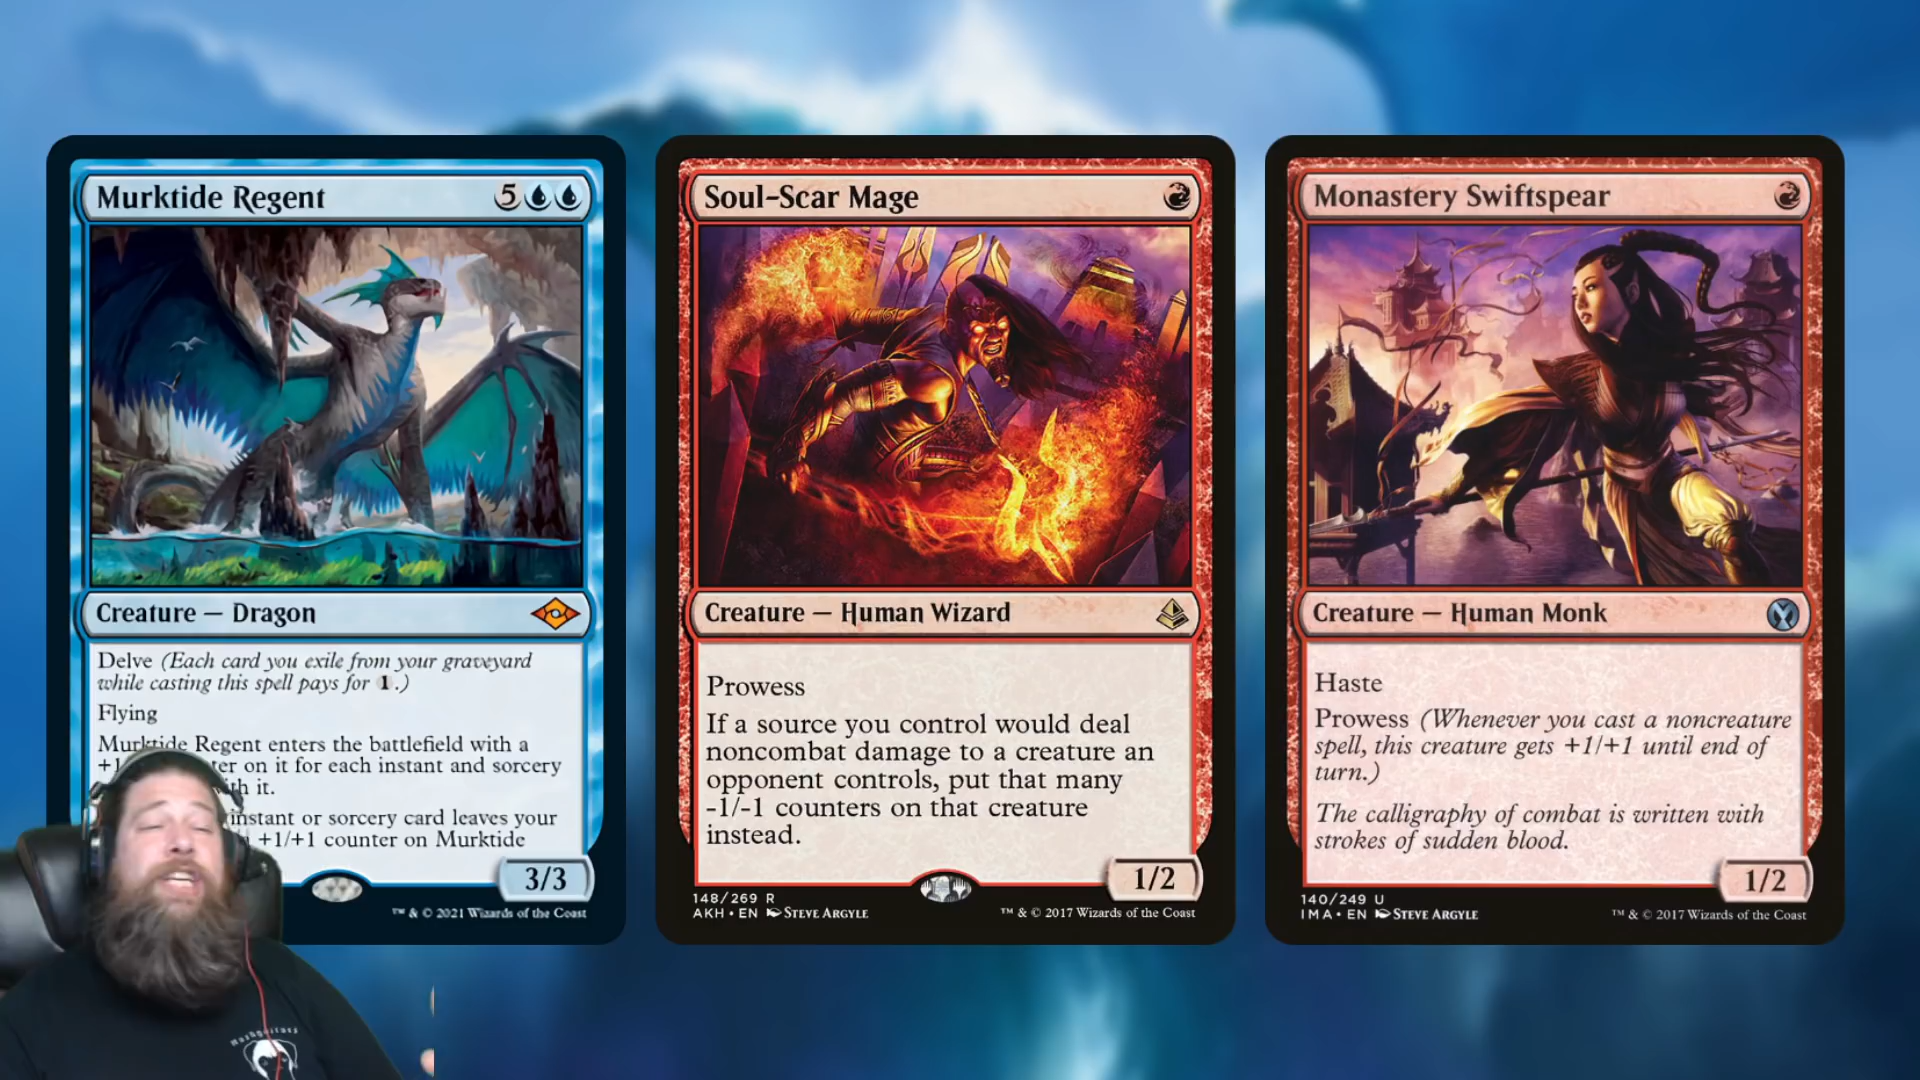 Murktide Regent 5
Creature — Dragon
Delve (Each card you exile from your graveyard
while casting this spell pays for 1.)
Flying
Murktide Regent enters the battlefield with a
+1 ter on it for each instant and sorcery
th it.
instant or sorcery card leaves your
+1/+1 counter on Murktide
3/3
™ & © 2021 Wizards of the Coast
Soul-Scar Mage
Creature — Human Wizard
Prowess
If a source you control would deal
noncombat damage to a creature an
opponent controls, put that many
-1/-1 counters on that creature
instead.
1/2
148/269 R
AKH • EN STEVE ARGYLE
™ & © 2017 Wizards of the Coast
Monastery Swiftspear
Creature — Human Monk
Haste
Prowess (Whenever you cast a noncreature
spell, this creature gets +1/+1 until end of
turn.)
The calligraphy of combat is written with
strokes of sudden blood.
1/2
140/249 U
IMA • EN STEVE ARGYLE
™ & © 2017 Wizards of the Coast